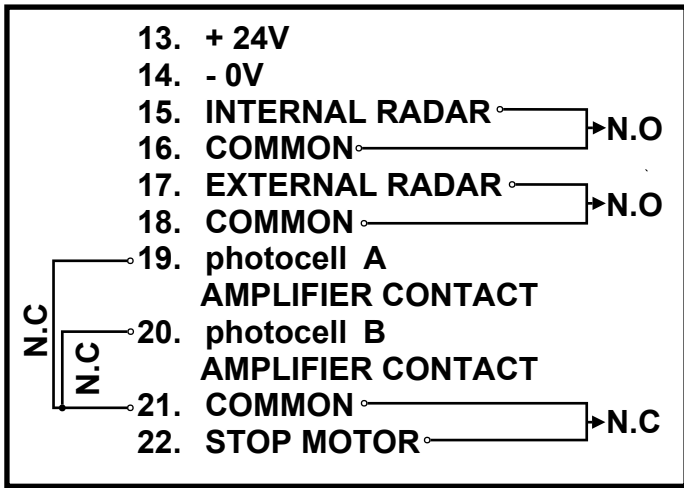 13. + 24V
14. - 0V
15. INTERNAL RADAR
N.O
16. COMMON
17. EXTERNAL RADAR
N.O
18. COMMON
19. photocell A
AMPLIFIER CONTACT
N.C
20. photocell B
N.C
AMPLIFIER CONTACT
21. COMMON
N.C
22. STOP MOTOR